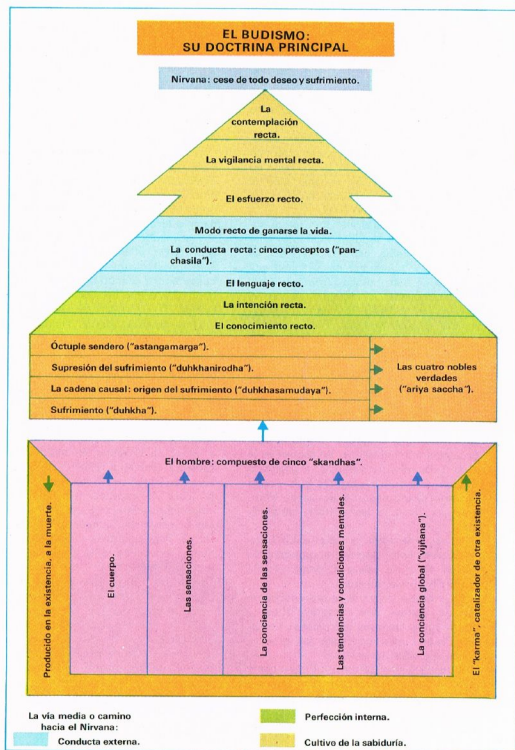 EL BUDISMO:
SU DOCTRINA PRINCIPAL
Nirvana: cese de todo deseo y sufrimiento.
La
contemplación
recta.
La vigilancia mental recta.
El esfuerzo recto.
Modo recto de ganarse la vida.
La conducta recta: cinco preceptos ("pan-
chasila").
El lenguaje recto.
La intención recta.
El conocimiento recto.
Óctuple sendero ("astangamarga").
Supresión del sufrimiento ("duhkhanirodha").
La cadena causal: origen del sufrimiento ("duhkhasamudaya").
Sufrimiento ("duhkha").
Las cuatro nobles
verdades
("ariya saccha").
El hombre: compuesto de cinco "skandhas".
Producido en la existencia, a la muerte.
El cuerpo.
Las sensaciones.
La conciencia de las sensaciones.
Las tendencias y condiciones mentales.
La conciencia global ("vijñana").
El "karma", catalizador de otra existencia.
La vía media o camino
hacia el Nirvana:
Conducta externa.
Perfección interna.
Cultivo de la sabiduría.